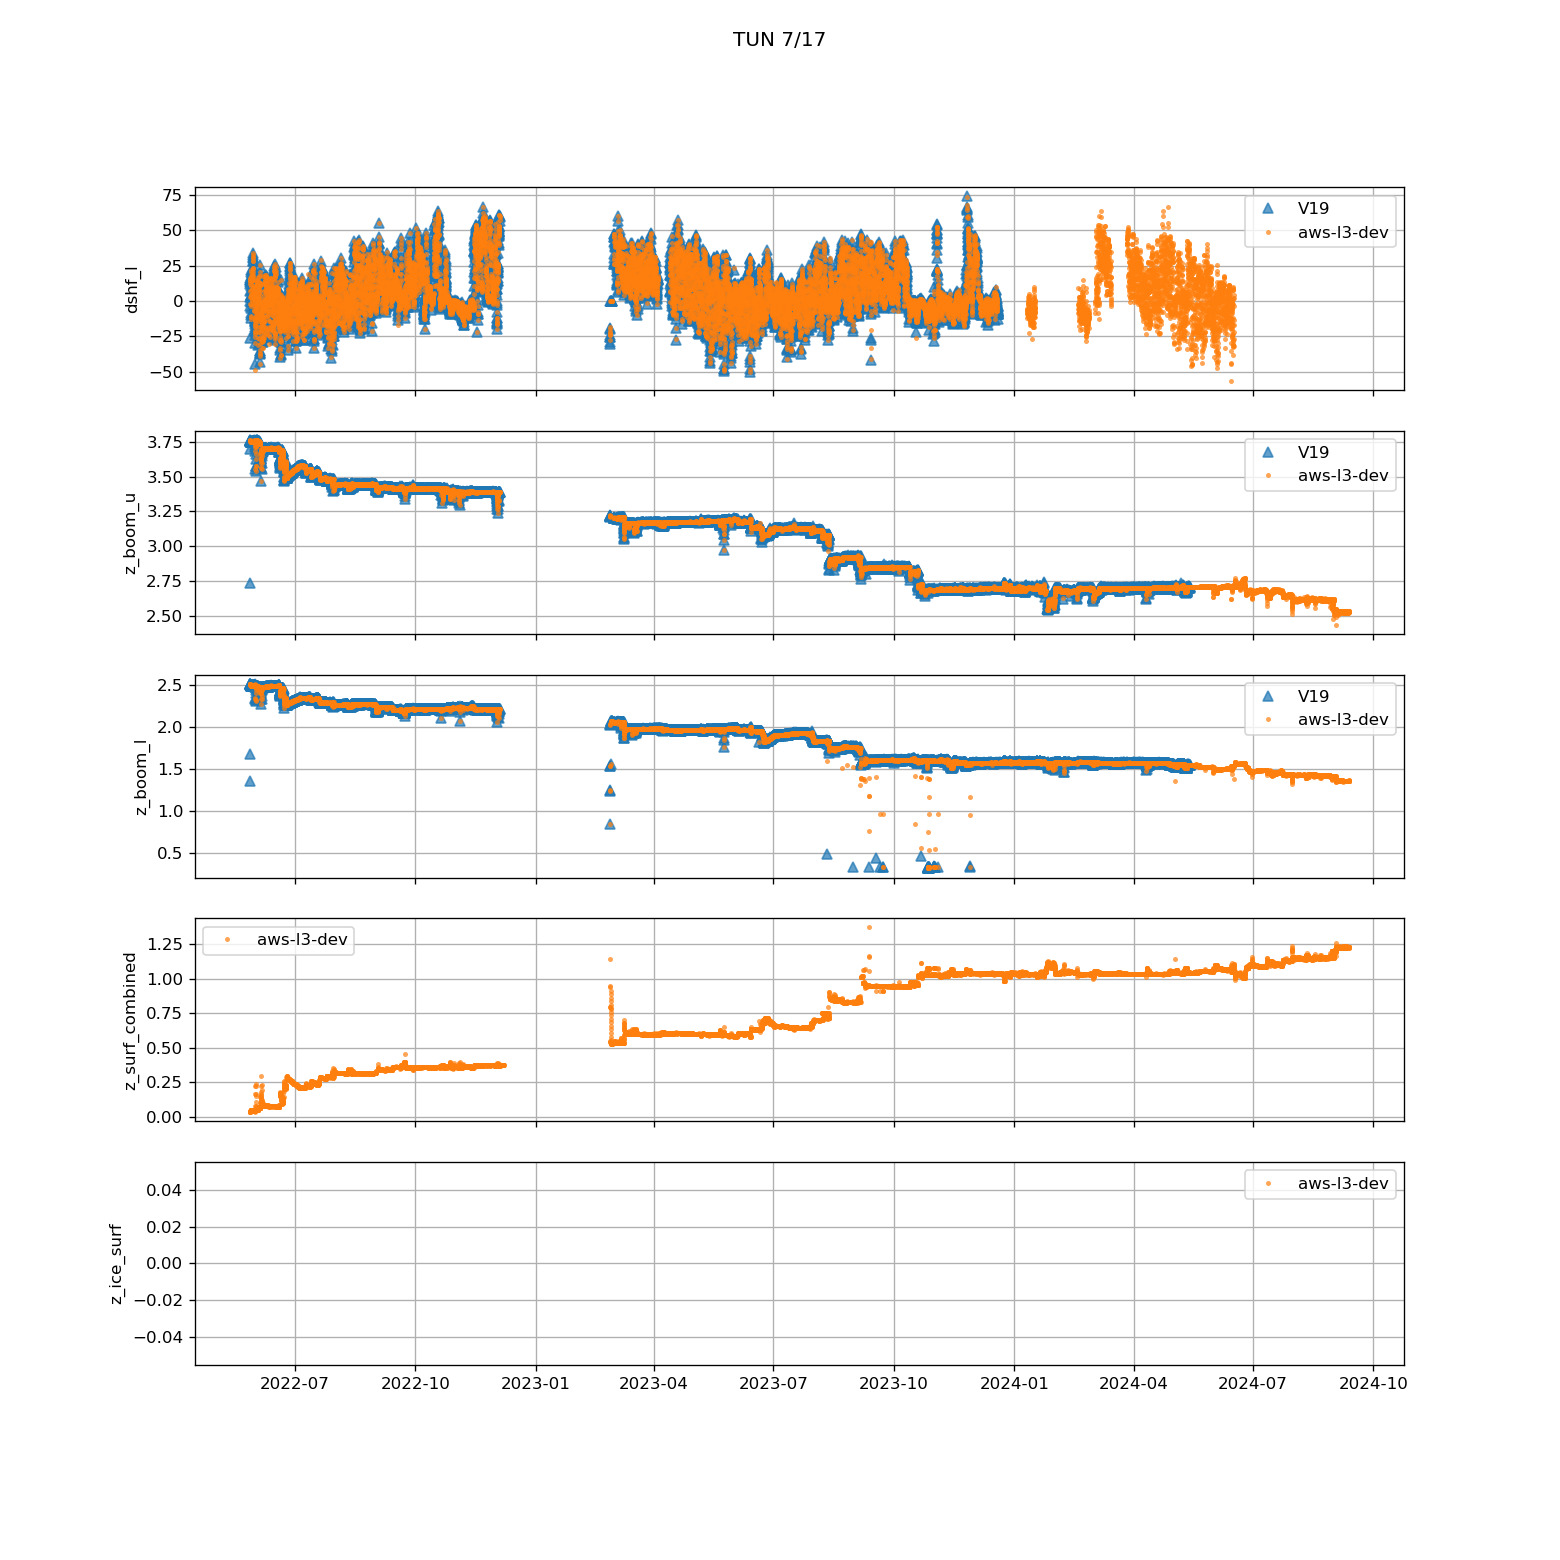 TUN 7/17
75
50
25
0
−25
−50
dshf_l
V19
aws-l3-dev
3.75
3.50
3.25
3.00
2.75
2.50
z_boom_u
V19
aws-l3-dev
2.5
2.0
1.5
1.0
0.5
z_boom_l
V19
aws-l3-dev
1.25
1.00
0.75
0.50
0.25
0.00
z_surf_combined
aws-l3-dev
0.04
0.02
0.00
−0.02
−0.04
z_ice_surf
aws-l3-dev
2022-07 2022-10 2023-01 2023-04 2023-07 2023-10 2024-01 2024-04 2024-07 2024-10